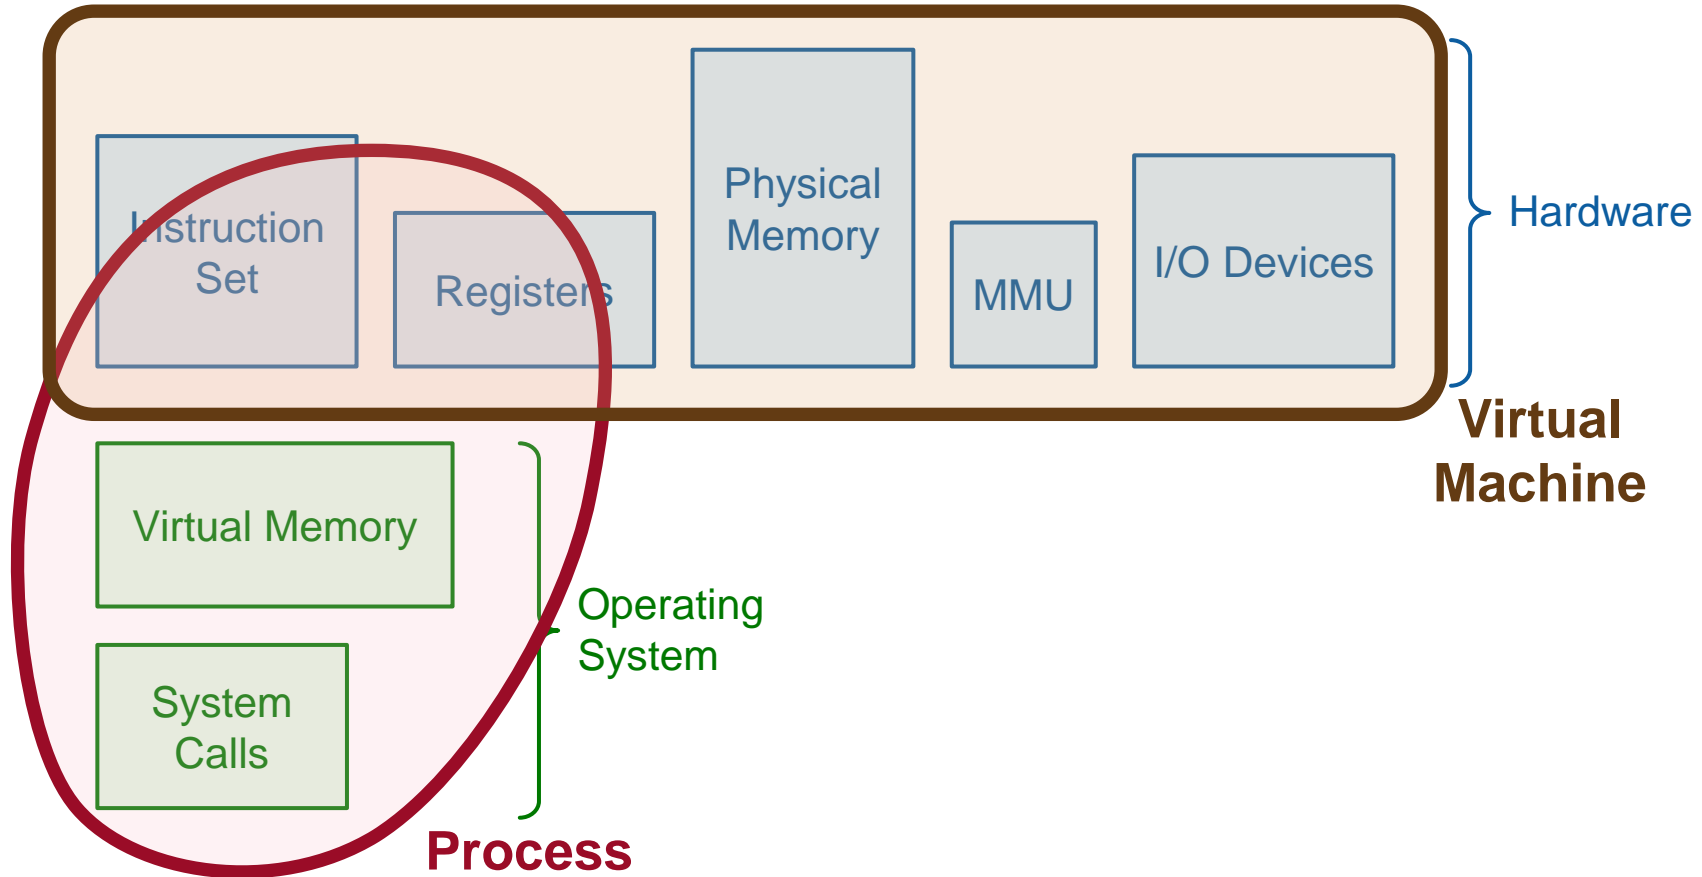 Instruction
Set
Registers
Physical
Memory
MMU
I/O Devices
Hardware
Virtual
Machine
Virtual Memory
Operating
System
System
Calls
Process